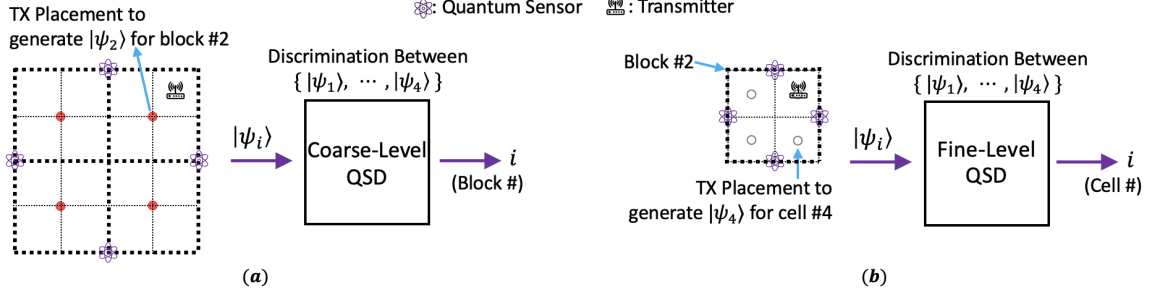 : Quantum Sensor
: Transmitter
TX Placement to
generate |ψ₂⟩ for block #2
Discrimination Between
{ |ψ₁⟩, ⋯ , |ψ₄⟩ }
|ψᵢ⟩
Coarse-Level
QSD
i
(Block #)
(a)
Block #2
Discrimination Between
{ |ψ₁⟩, ⋯ , |ψ₄⟩ }
|ψᵢ⟩
Fine-Level
QSD
i
(Cell #)
TX Placement to
generate |ψ₄⟩ for cell #4
(b)